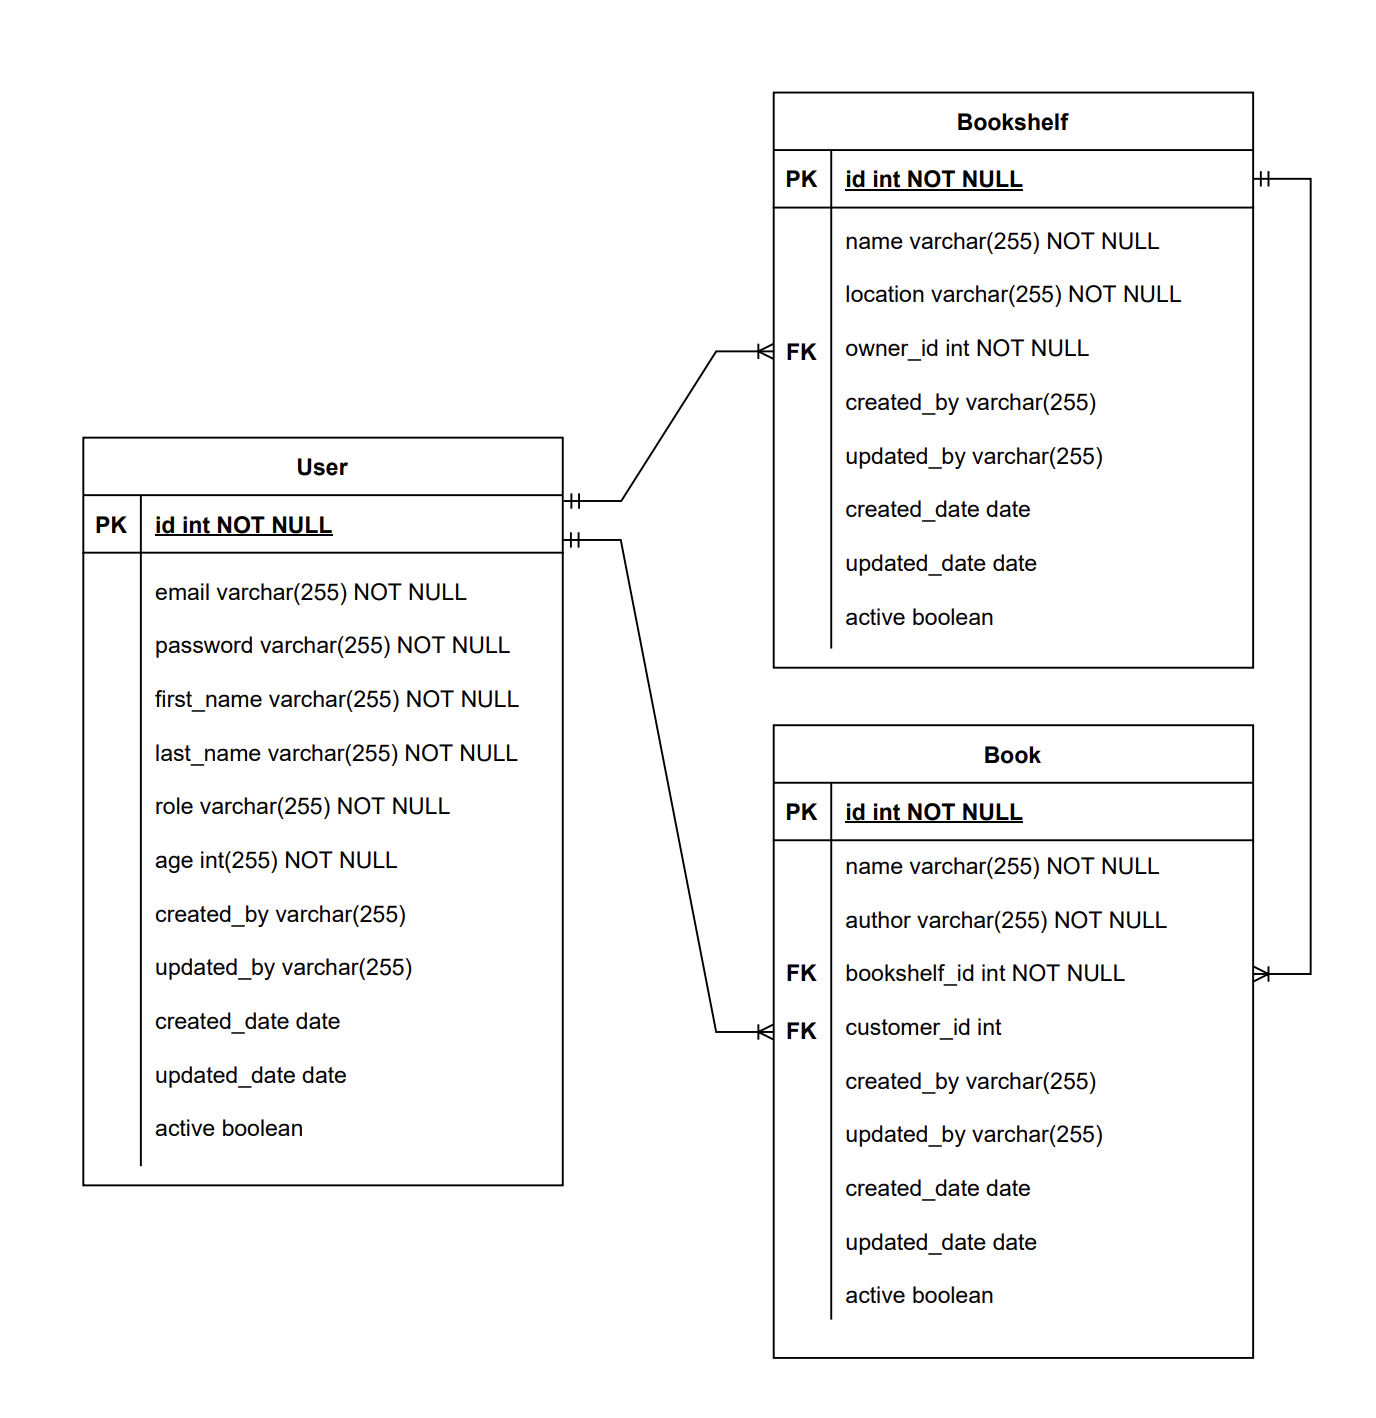 Bookshelf
PK id int NOT NULL
name varchar(255) NOT NULL
location varchar(255) NOT NULL
FK owner_id int NOT NULL
created_by varchar(255)
updated_by varchar(255)
created_date date
updated_date date
active boolean
User
PK id int NOT NULL
email varchar(255) NOT NULL
password varchar(255) NOT NULL
first_name varchar(255) NOT NULL
last_name varchar(255) NOT NULL
role varchar(255) NOT NULL
age int(255) NOT NULL
created_by varchar(255)
updated_by varchar(255)
created_date date
updated_date date
active boolean
Book
PK id int NOT NULL
name varchar(255) NOT NULL
author varchar(255) NOT NULL
FK bookshelf_id int NOT NULL
FK customer_id int
created_by varchar(255)
updated_by varchar(255)
created_date date
updated_date date
active boolean